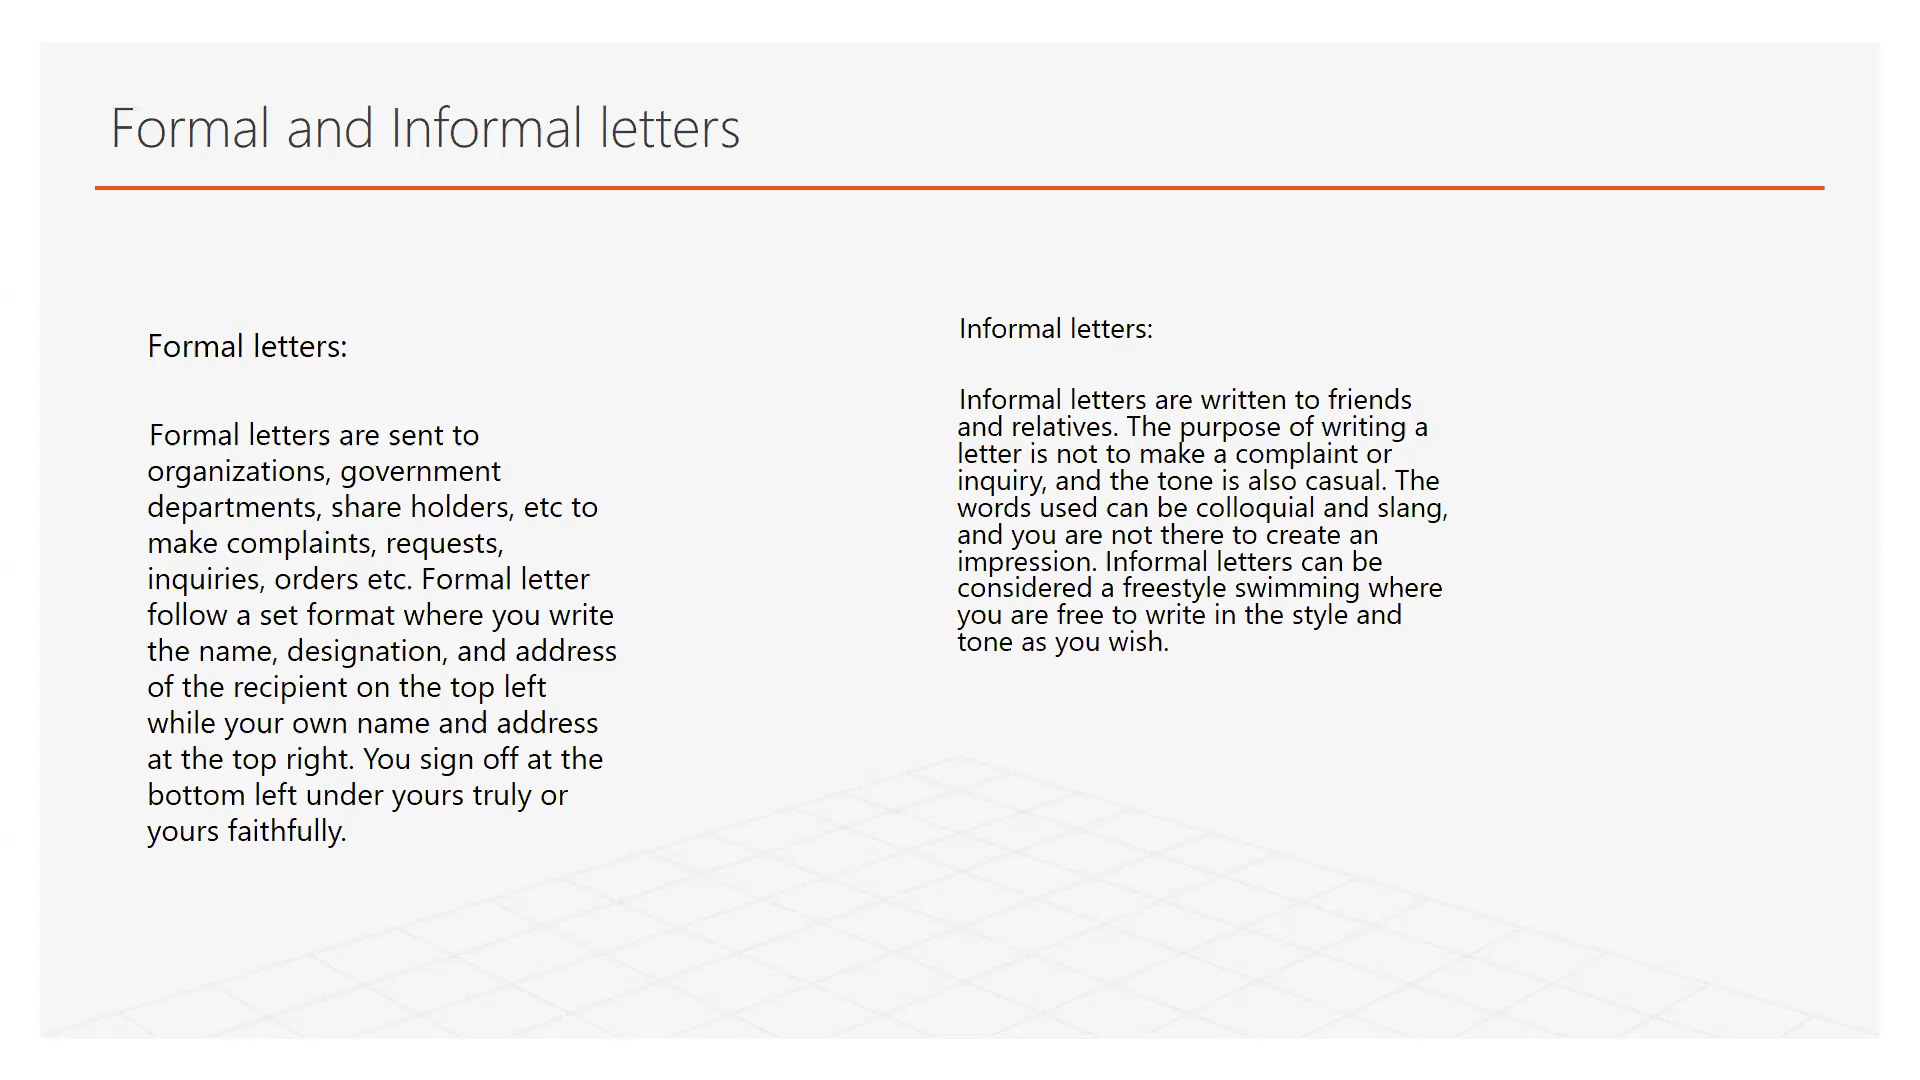 Formal and Informal letters
Formal letters:
Formal letters are sent to
organizations, government
departments, share holders, etc to
make complaints, requests,
inquiries, orders etc. Formal letter
follow a set format where you write
the name, designation, and address
of the recipient on the top left
while your own name and address
at the top right. You sign off at the
bottom left under yours truly or
yours faithfully.
Informal letters:
Informal letters are written to friends
and relatives. The purpose of writing a
letter is not to make a complaint or
inquiry, and the tone is also casual. The
words used can be colloquial and slang,
and you are not there to create an
impression. Informal letters can be
considered a freestyle swimming where
you are free to write in the style and
tone as you wish.